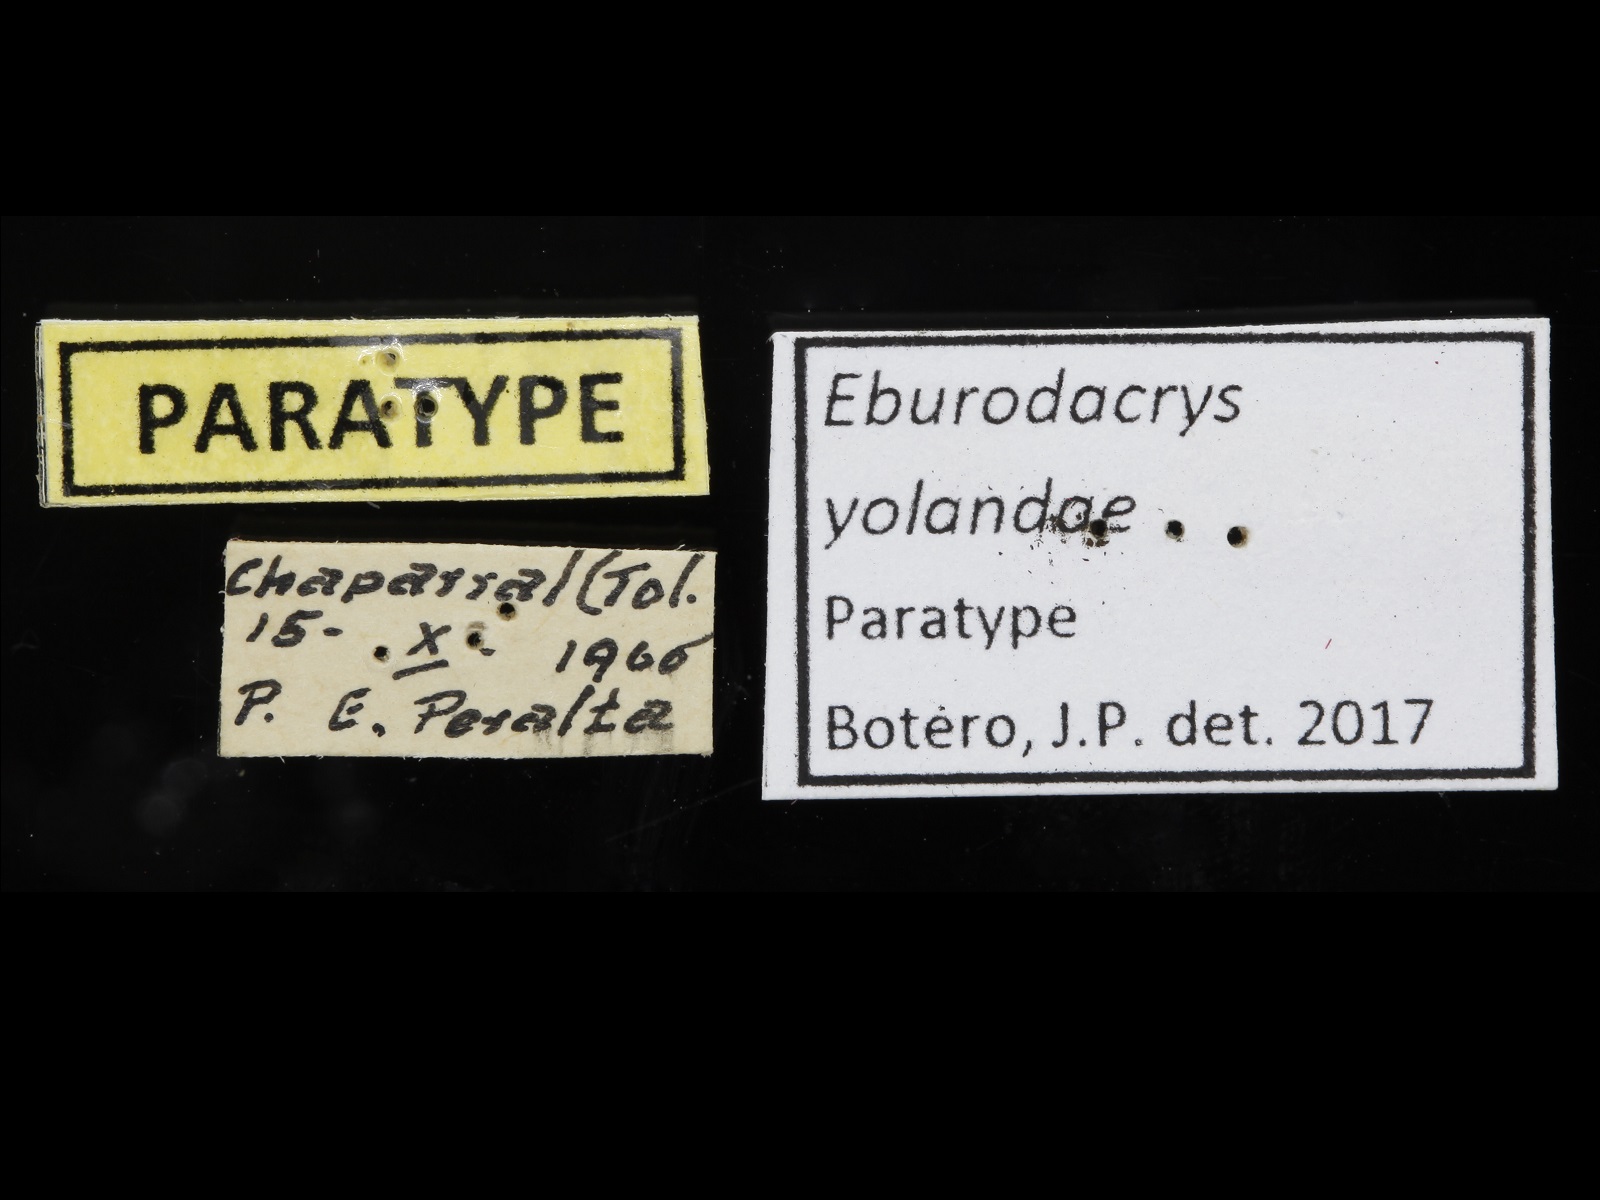 PARATYPE
Chaparral (Tol.
15- X - 1966
P. E. Peralta
Eburodacrys
yolandae
Paratype
Botero, J.P. det. 2017